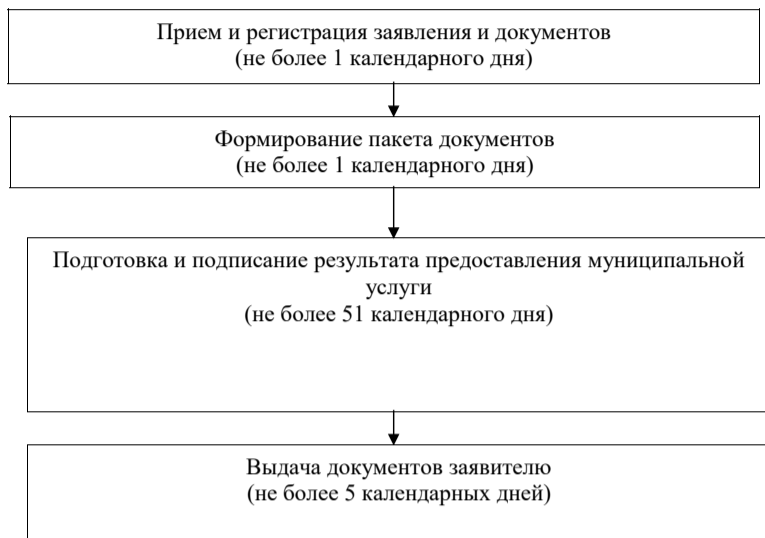 Прием и регистрация заявления и документов
(не более 1 календарного дня)
Формирование пакета документов
(не более 1 календарного дня)
Подготовка и подписание результата предоставления муниципальной
услуги
(не более 51 календарного дня)
Выдача документов заявителю
(не более 5 календарных дней)